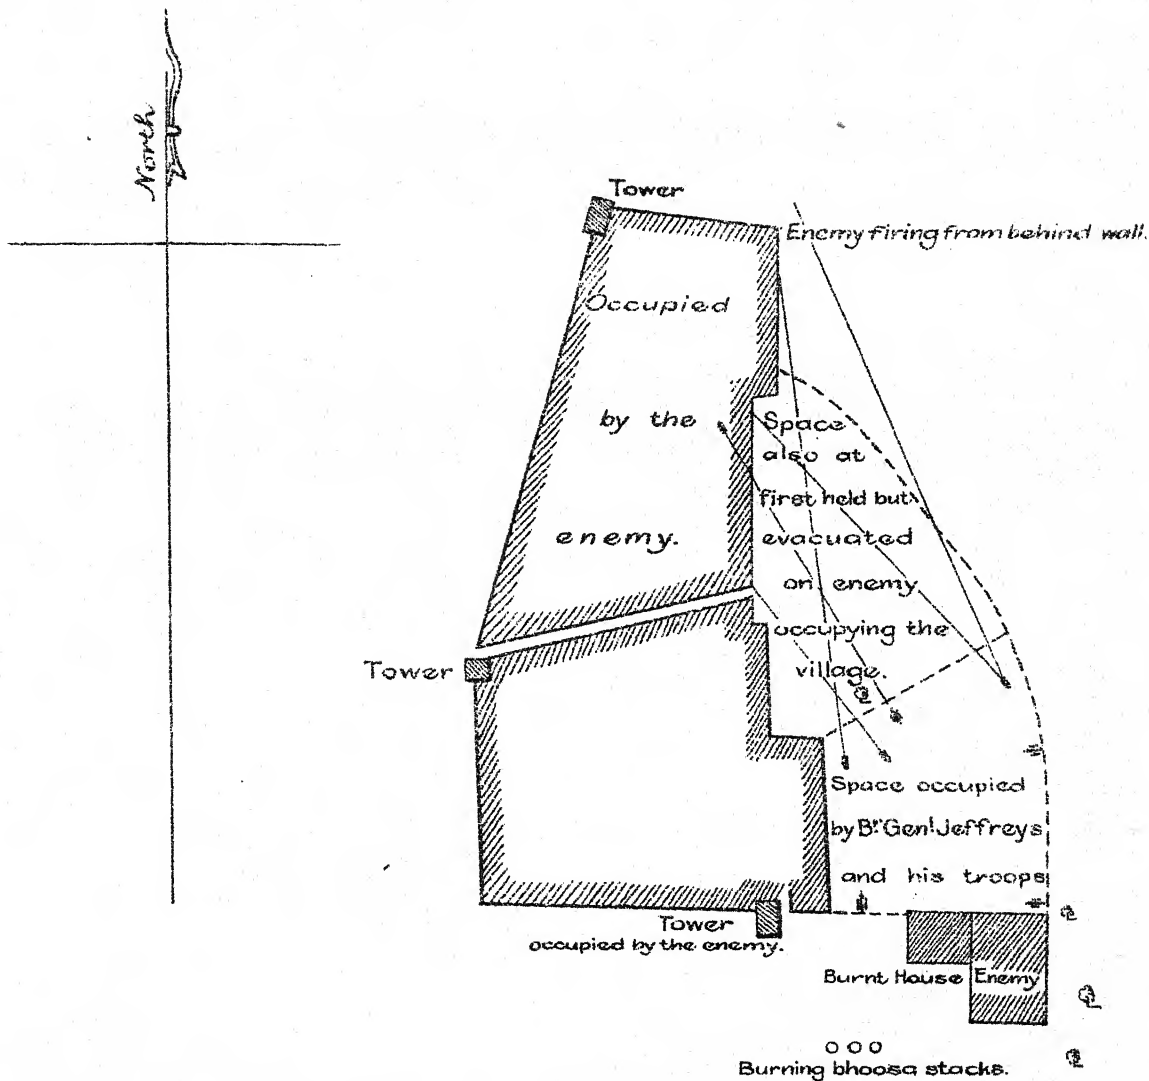 North
Tower
Enemy firing from behind wall.
Occupied
by the
enemy.
Space
also at
first held but
evacuated
on enemy
occupying the
village.
Tower
Space occupied
by Br Genl Jeffreys
and his troops
Tower
occupied by the enemy.
Burnt House
Enemy
Burning bhoosa stacks.